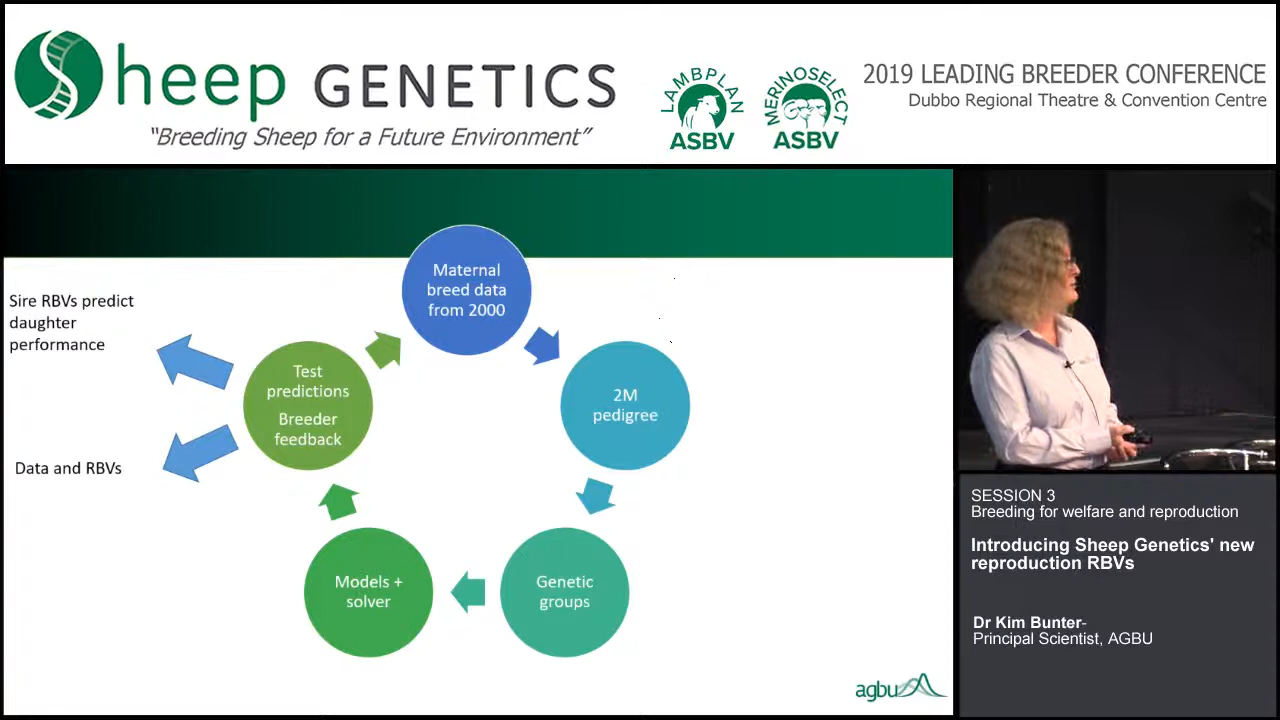 Sheep GENETICS
"Breeding Sheep for a Future Environment"
LAMBPLAN
ASBV
MERINOSELECT
ASBV
2019 LEADING BREEDER CONFERENCE
Dubbo Regional Theatre & Convention Centre
Maternal
breed data
from 2000
2M
pedigree
Genetic
groups
Models +
solver
Test
predictions
Breeder
feedback
Sire RBVs predict
daughter
performance
Data and RBVs
agbu
SESSION 3
Breeding for welfare and reproduction
Introducing Sheep Genetics' new
reproduction RBVs
Dr Kim Bunter-
Principal Scientist, AGBU